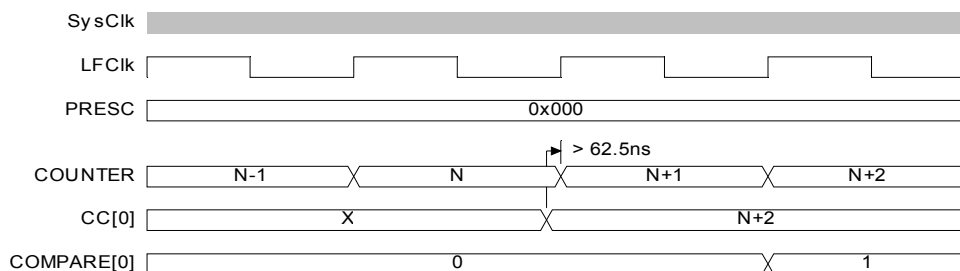 SysClk
LFClk
PRESC 0x000
> 62.5ns
COUNTER N-1 N N+1 N+2
CC[0] X N+2
COMPARE[0] 0 1